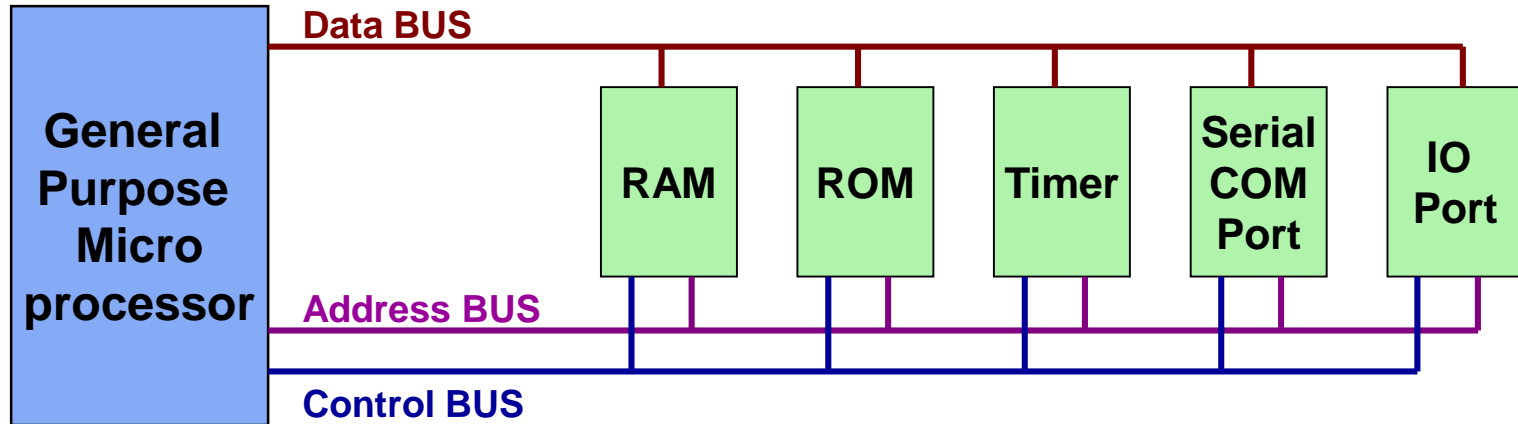 Data BUS
General
Purpose
Micro
processor
RAM
ROM
Timer
Serial
COM
Port
IO
Port
Address BUS
Control BUS